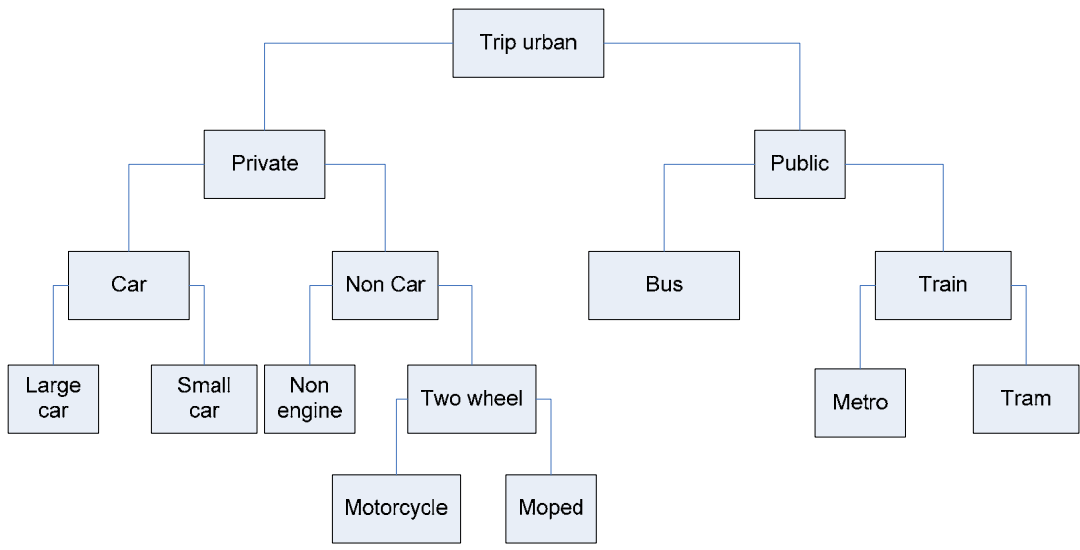 Trip urban
Private
Public
Car
Non Car
Bus
Train
Large
car
Small
car
Non
engine
Two wheel
Metro
Tram
Motorcycle
Moped